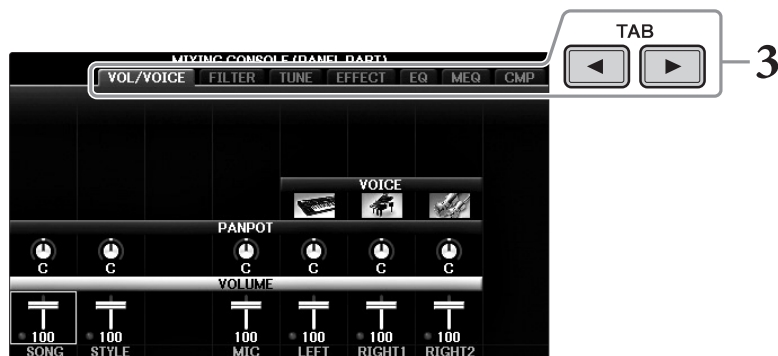 TAB
3
MIXING CONSOLE (PANEL PART)
VOL/VOICE FILTER TUNE EFFECT EQ MEQ CMP
VOICE
PANPOT
C C C C C C
VOLUME
100 100 100 100 100 100
SONG STYLE MIC LEFT RIGHT1 RIGHT2